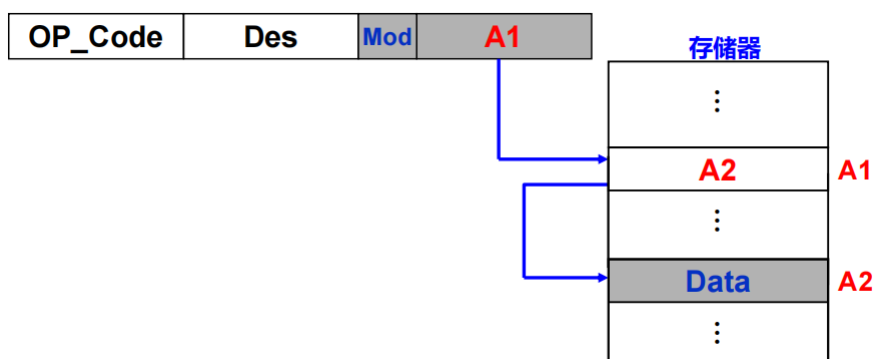 OP_Code Des Mod A1
存储器
⋮
A2 A1
⋮
Data A2
⋮